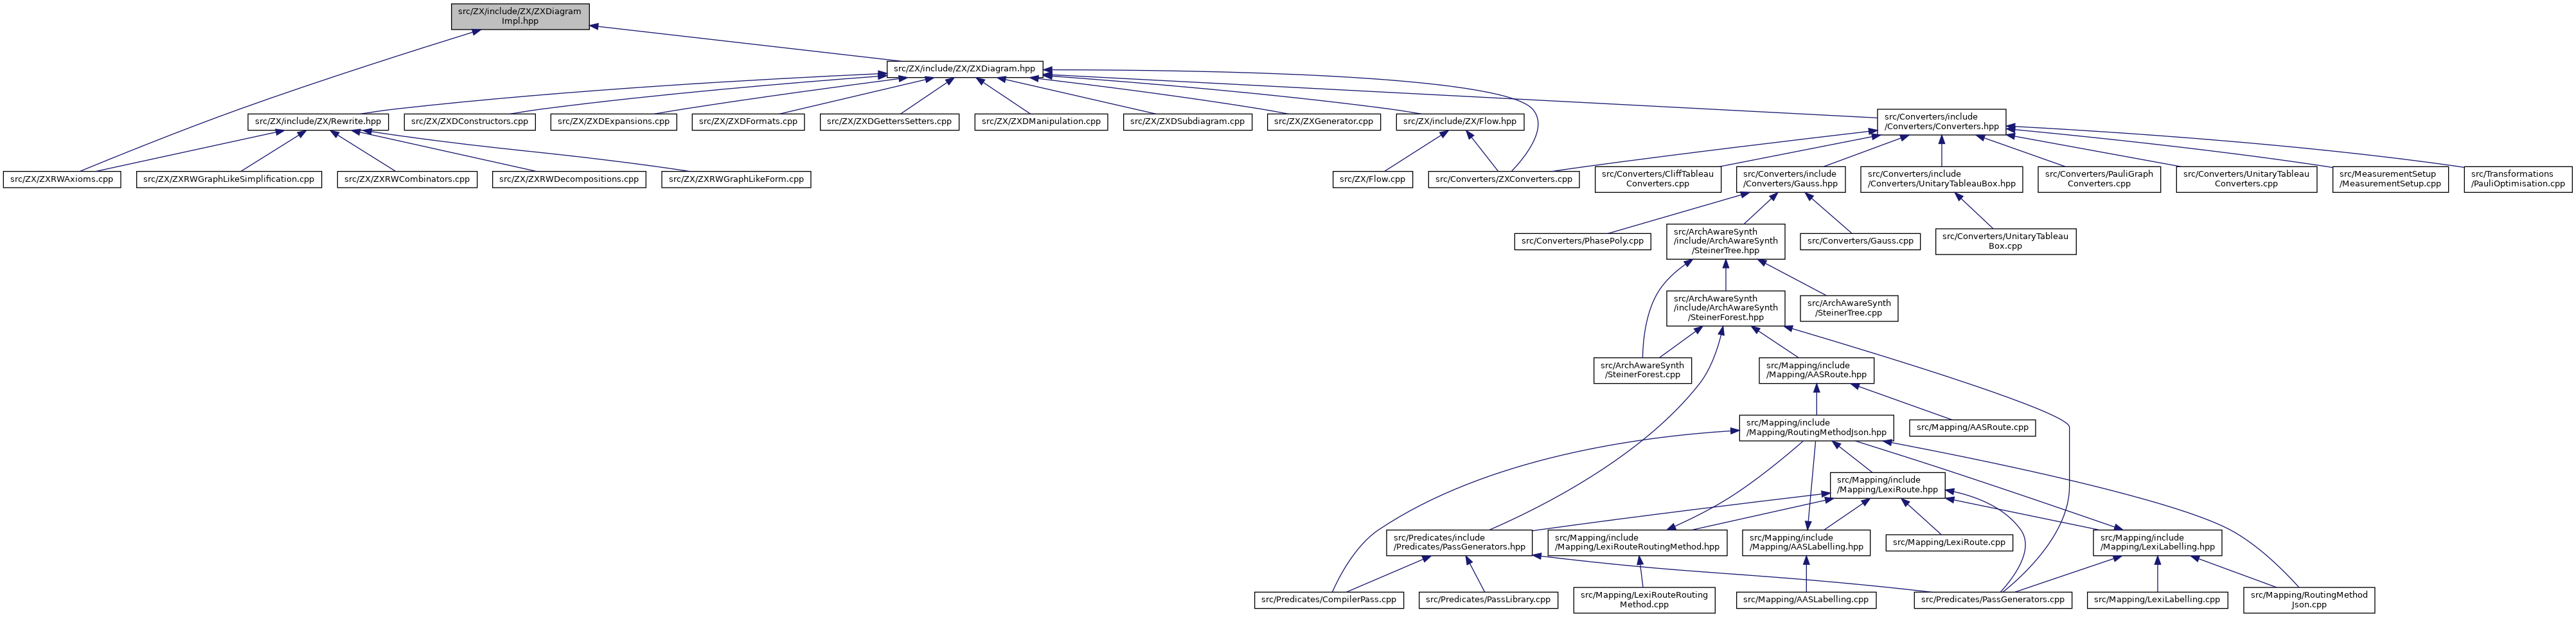 src/ZX/include/ZX/ZXDiagram
Impl.hpp
src/ZX/include/ZX/ZXDiagram.hpp
src/ZX/include/ZX/Rewrite.hpp
src/ZX/ZXDConstructors.cpp
src/ZX/ZXDExpansions.cpp
src/ZX/ZXDFormats.cpp
src/ZX/ZXDGettersSetters.cpp
src/ZX/ZXDManipulation.cpp
src/ZX/ZXDSubdiagram.cpp
src/ZX/ZXGenerator.cpp
src/ZX/include/ZX/Flow.hpp
src/Converters/include
/Converters/Converters.hpp
src/ZX/ZXRWAxioms.cpp
src/ZX/ZXRWGraphLikeSimplification.cpp
src/ZX/ZXRWCombinators.cpp
src/ZX/ZXRWDecompositions.cpp
src/ZX/ZXRWGraphLikeForm.cpp
src/ZX/Flow.cpp
src/Converters/ZXConverters.cpp
src/Converters/CliffTableau
Converters.cpp
src/Converters/include
/Converters/Gauss.hpp
src/Converters/include
/Converters/UnitaryTableauBox.hpp
src/Converters/PauliGraph
Converters.cpp
src/Converters/UnitaryTableau
Converters.cpp
src/MeasurementSetup
/MeasurementSetup.cpp
src/Transformations
/PauliOptimisation.cpp
src/Converters/PhasePoly.cpp
src/ArchAwareSynth
/include/ArchAwareSynth
/SteinerTree.hpp
src/Converters/Gauss.cpp
src/Converters/UnitaryTableau
Box.cpp
src/ArchAwareSynth
/include/ArchAwareSynth
/SteinerForest.hpp
src/ArchAwareSynth
/SteinerTree.cpp
src/ArchAwareSynth
/SteinerForest.cpp
src/Mapping/include
/Mapping/AASRoute.hpp
src/Mapping/include
/Mapping/RoutingMethodJson.hpp
src/Mapping/AASRoute.cpp
src/Mapping/include
/Mapping/LexiRoute.hpp
src/Predicates/include
/Predicates/PassGenerators.hpp
src/Mapping/include
/Mapping/LexiRouteRoutingMethod.hpp
src/Mapping/include
/Mapping/AASLabelling.hpp
src/Mapping/LexiRoute.cpp
src/Mapping/include
/Mapping/LexiLabelling.hpp
src/Predicates/CompilerPass.cpp
src/Predicates/PassLibrary.cpp
src/Mapping/LexiRouteRouting
Method.cpp
src/Mapping/AASLabelling.cpp
src/Predicates/PassGenerators.cpp
src/Mapping/LexiLabelling.cpp
src/Mapping/RoutingMethod
Json.cpp